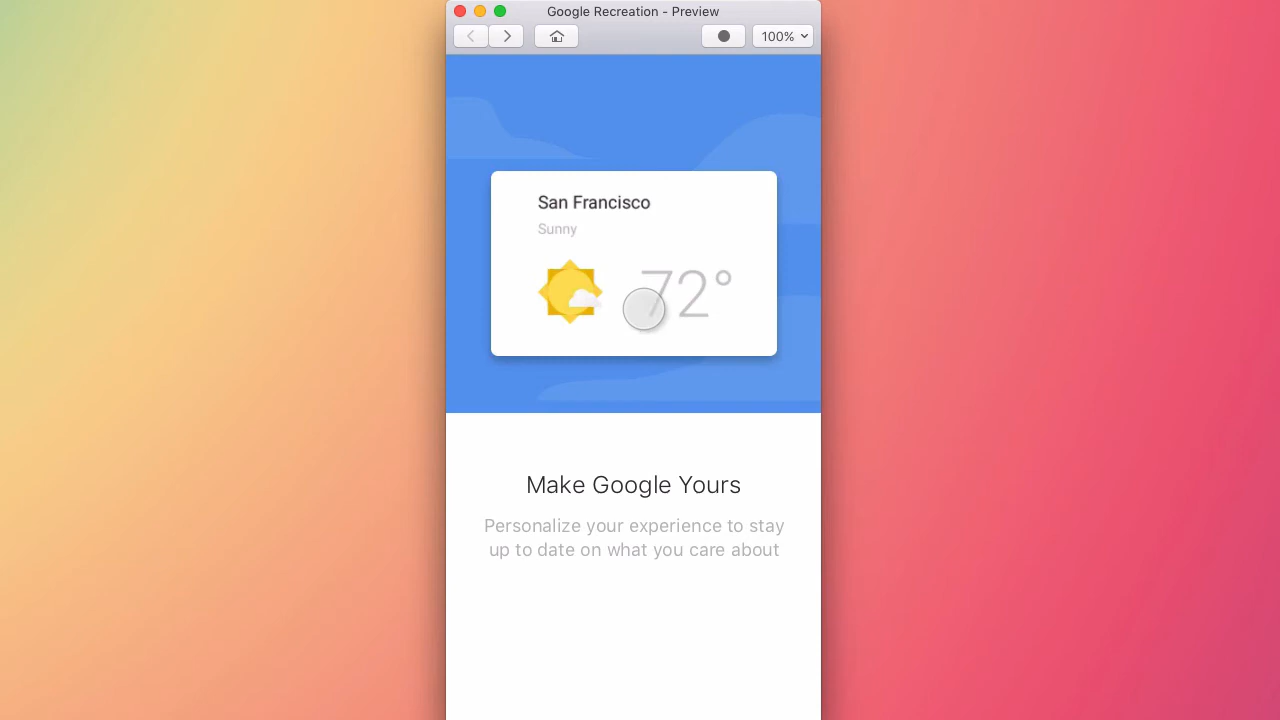 Google Recreation - Preview
100%
San Francisco
Sunny
72°
Make Google Yours
Personalize your experience to stay
up to date on what you care about